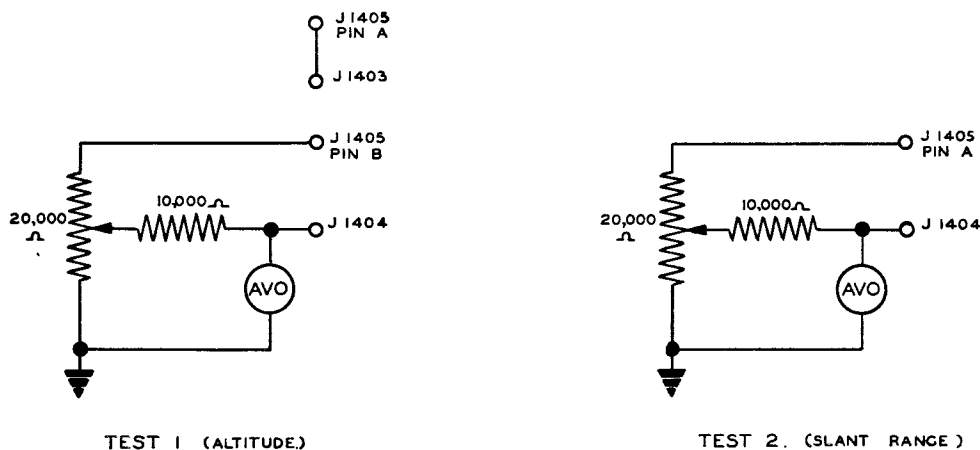 J 1405
PIN A
J 1403
J 1405
PIN B
20,000
Ω
10,000 Ω
J 1404
AVO
TEST 1 (ALTITUDE.)
J 1405
PIN A
20,000
Ω
10,000 Ω
J 1404
AVO
TEST 2. (SLANT RANGE)